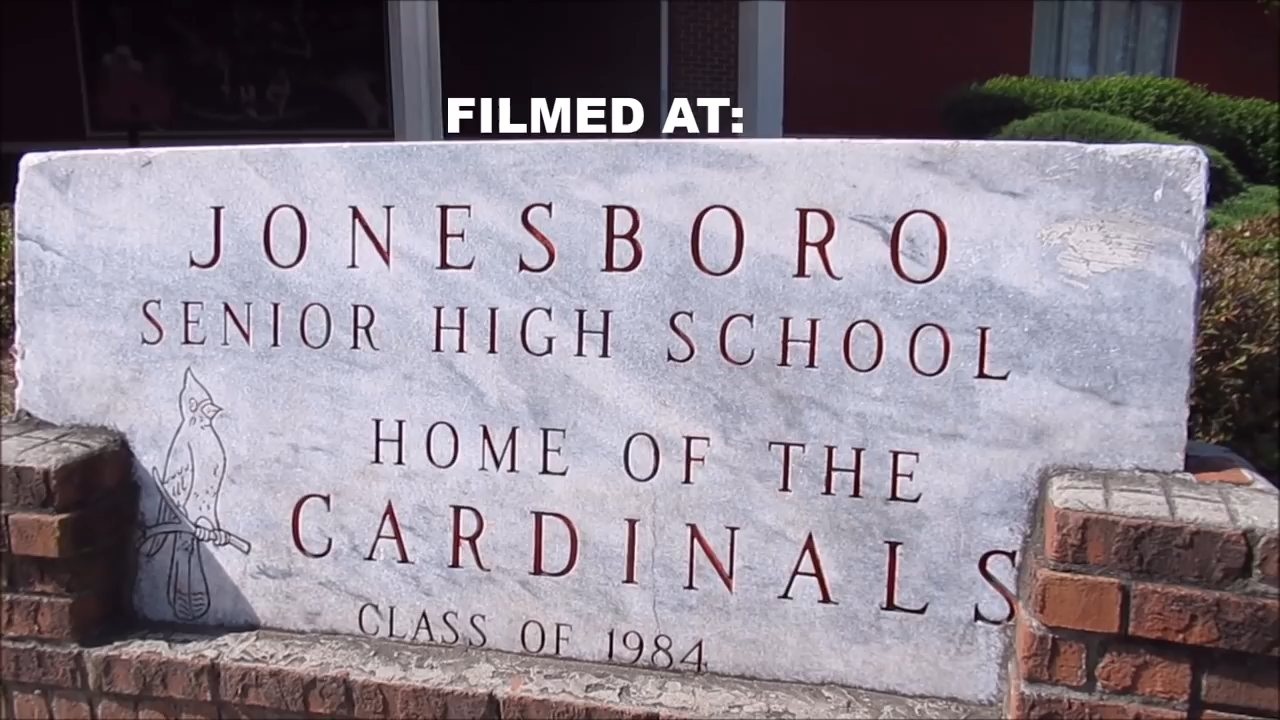 FILMED AT:
JONESBORO
SENIOR HIGH SCHOOL
HOME OF THE
CARDINALS
CLASS OF 1984